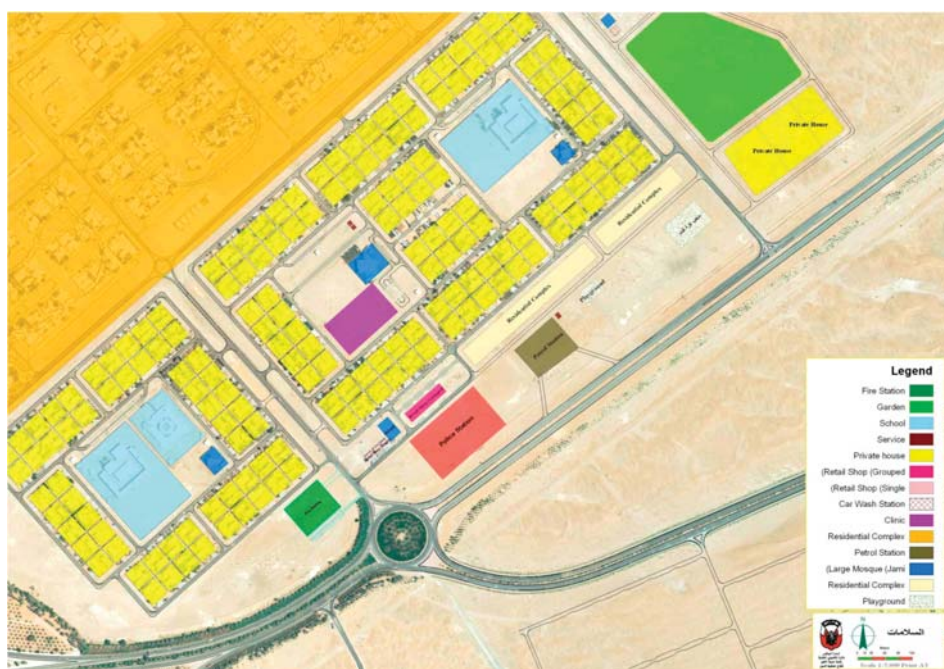 Private House
Private House
Residential Complex
Residential Complex
Playground
Petrol Station
Police Station
Legend
Fire Station
Garden
School
Service
Private house
(Retail Shop (Grouped
(Retail Shop (Single
Car Wash Station
Clinic
Residential Complex
Petrol Station
(Large Mosque (Jami
Residential Complex
Playground
السلامات
N